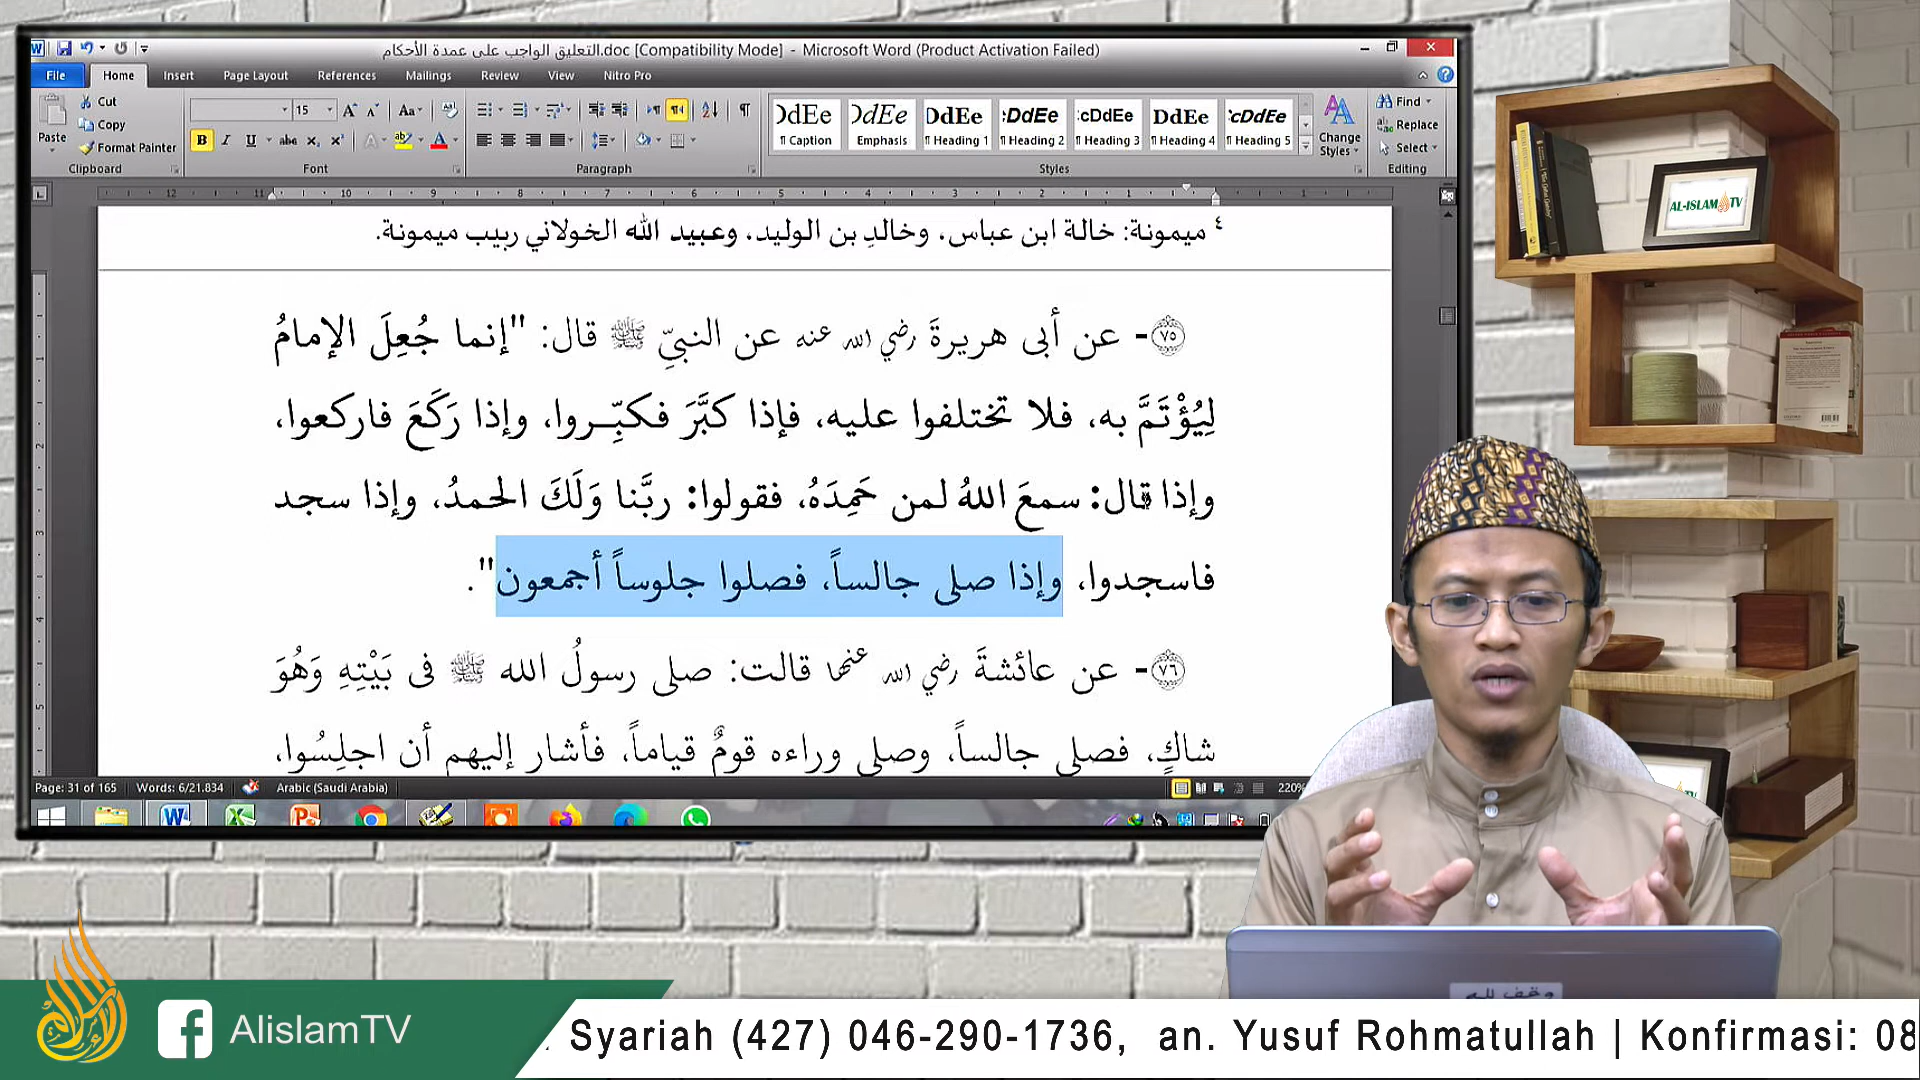 التعليق الواجب على عمدة الأحكام.doc [Compatibility Mode] - Microsoft Word (Product Activation Failed)
File Home Insert Page Layout References Mailings Review View Nitro Pro
Cut
Copy
Format Painter
Paste
Clipboard
15
Font
Paragraph
Caption Emphasis Heading 1 Heading 2 Heading 3 Heading 4 Heading 5
Change Styles
Styles
Find
Replace
Select
Editing
٤ ميمونة: خالة ابن عباس، وخالدِ بن الوليد، وعبيد الله الخولاني ربيب ميمونة.
٧٥- عن أبى هريرةَ رضي الله عنه عن النبيِّ ﷺ قال: "إنما جُعِلَ الإمامُ
لِيُؤْتَمَّ به، فلا تختلفوا عليه، فإذا كبَّرَ فكبِّـروا، وإذا رَكَعَ فاركعوا،
وإذا قال: سمعَ اللهُ لمن حَمِدَهُ، فقولوا: ربَّنا وَلَكَ الحمدُ، وإذا سجد
فاسجدوا، وإذا صلى جالساً، فصلوا جلوساً أجمعون".
٧٦- عن عائشةَ رضي الله عنها قالت: صلى رسولُ الله ﷺ فى بَيْتِهِ وَهُوَ
شاكٍ، فصلى جالساً، وصلى وراءه قومٌ قياماً، فأشار إليهم أن اجلِسُوا،
Page: 31 of 165 Words: 6/21.834 Arabic (Saudi Arabia) 220%
AL-ISLAM TV
وقف لله
AlislamTV
Syariah (427) 046-290-1736, an. Yusuf Rohmatullah | Konfirmasi: 08